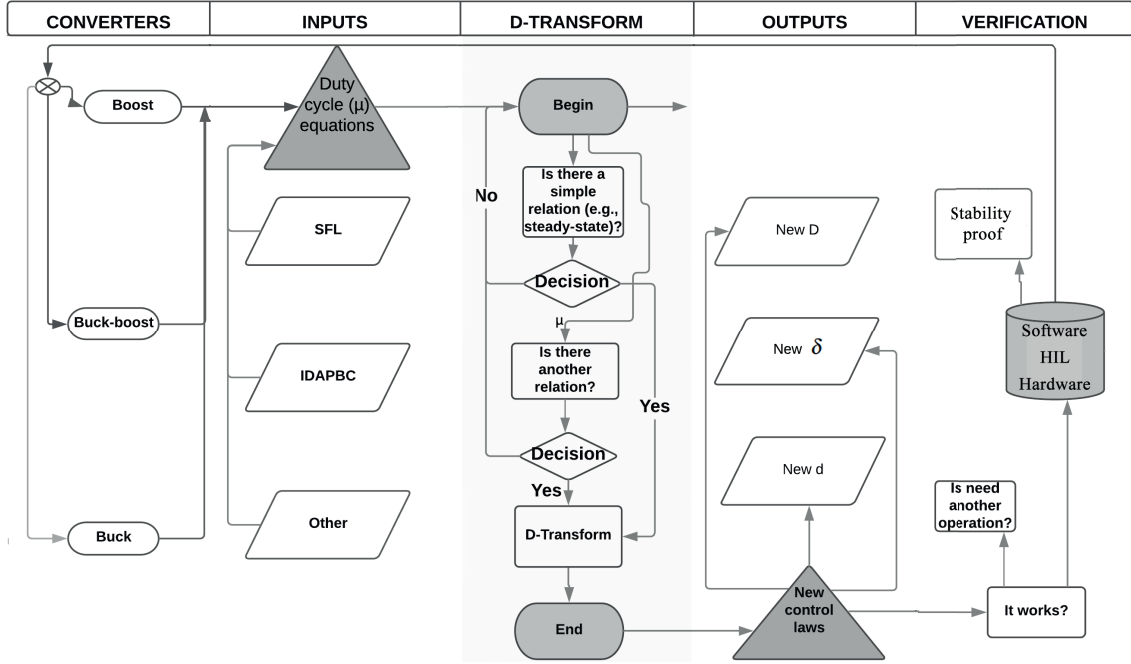 CONVERTERS
INPUTS
D-TRANSFORM
OUTPUTS
VERIFICATION
Boost
Buck-boost
Buck
Duty
cycle (μ)
equations
SFL
IDAPBC
Other
Begin
Is there a
simple
relation (e.g.,
steady-state)?
No
Decision
μ
Is there
another
relation?
Yes
Decision
Yes
D-Transform
End
New D
New δ
New d
New
control
laws
Stability
proof
Software
HIL
Hardware
Is need
another
operation?
It works?